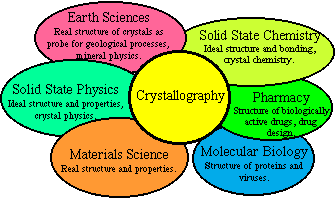 Earth Sciences
Real structure of crystals as
probe for geological processes,
mineral physics.
Solid State Chemistry
Ideal structure and bonding,
crystal chemistry.
Solid State Physics
Ideal structure and properties,
crystal physics.
Crystallography
Pharmacy
Structure of biologically
active drugs, drug
design.
Materials Science
Real structure and properties.
Molecular Biology
Structure of proteins and
viruses.